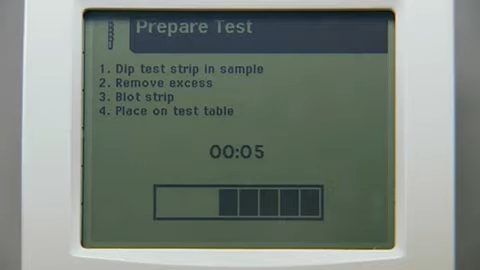 Prepare Test
1. Dip test strip in sample
2. Remove excess
3. Blot strip
4. Place on test table
00:05